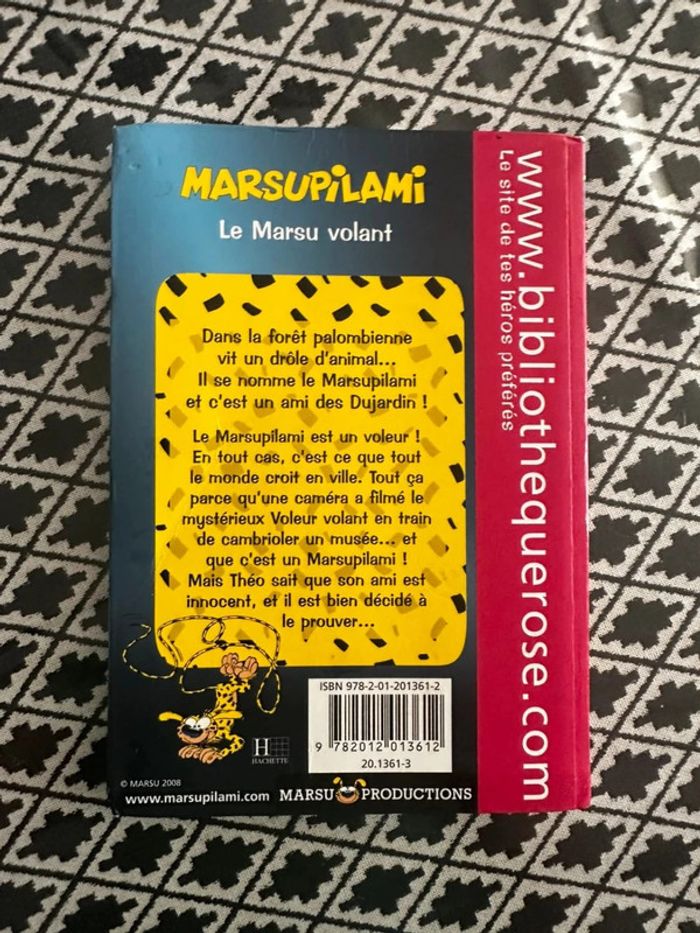 MARSUPiLAMi
Le Marsu volant
Dans la forêt palombienne
vit un drôle d'animal...
Il se nomme le Marsupilami
et c'est un ami des Dujardin !
Le Marsupilami est un voleur !
En tout cas, c'est ce que tout
le monde croit en ville. Tout ça
parce qu'une caméra a filmé le
mystérieux Voleur volant en train
de cambrioler un musée... et
que c'est un Marsupilami !
Mais Théo sait que son ami est
innocent, et il est bien décidé à
le prouver...
ISBN 978-2-01-201361-2
9 782012 013612
20.1361-3
H
HACHETTE
© MARSU 2008
www.marsupilami.com
MARSU PRODUCTIONS
www.bibliothequerose.com
Le site de tes héros préférés